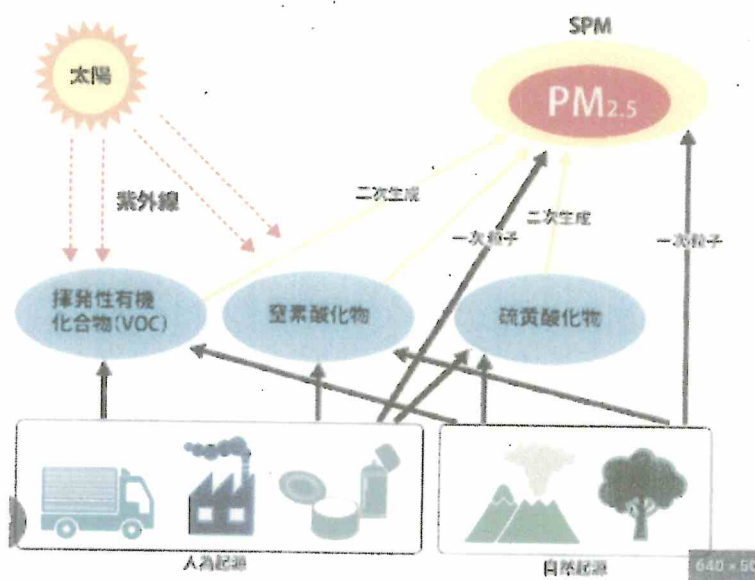 SPM
太陽
PM2.5
紫外線
二次生成
一次粒子
二次生成
一次粒子
揮発性有機
化合物(VOC)
窒素酸化物
硫黄酸化物
人為起源
自然起源